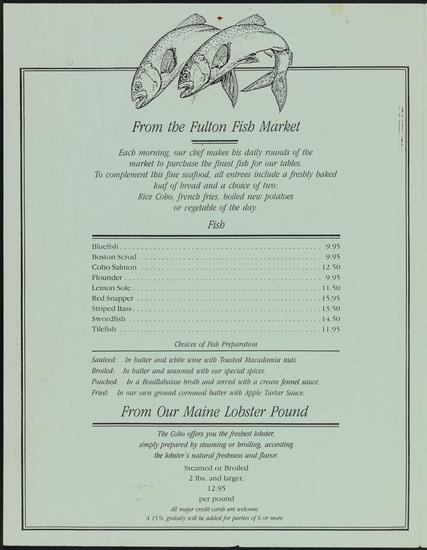 From the Fulton Fish Market
Each morning, our chef makes his daily rounds of the
market to purchase the finest fish for our tables.
To complement this fine seafood, all entrees include a freshly baked
loaf of bread and a choice of two:
Rice Coho, french fries, boiled new potatoes
or vegetable of the day.
Fish
Bluefish 9.95
Boston Scrod 9.95
Coho Salmon 12.50
Flounder 9.95
Lemon Sole 11.50
Red Snapper 15.95
Striped Bass 13.50
Swordfish 14.50
Tilefish 11.95
Choices of Fish Preparation
Sauteed: In butter and white wine with Toasted Macadamia nuts.
Broiled: In butter and seasoned with our special spices.
Poached: In a Bouillabaisse broth and served with a cream fennel sauce.
Fried: In our own ground cornmeal batter with Apple Tartar Sauce.
From Our Maine Lobster Pound
The Coho offers you the freshest lobster,
simply prepared by steaming or broiling, accenting
the lobster's natural freshness and flavor.
Steamed or Broiled
2 lbs. and larger,
12.95
per pound
All major credit cards are welcome.
A 15% gratuity will be added for parties of 6 or more.